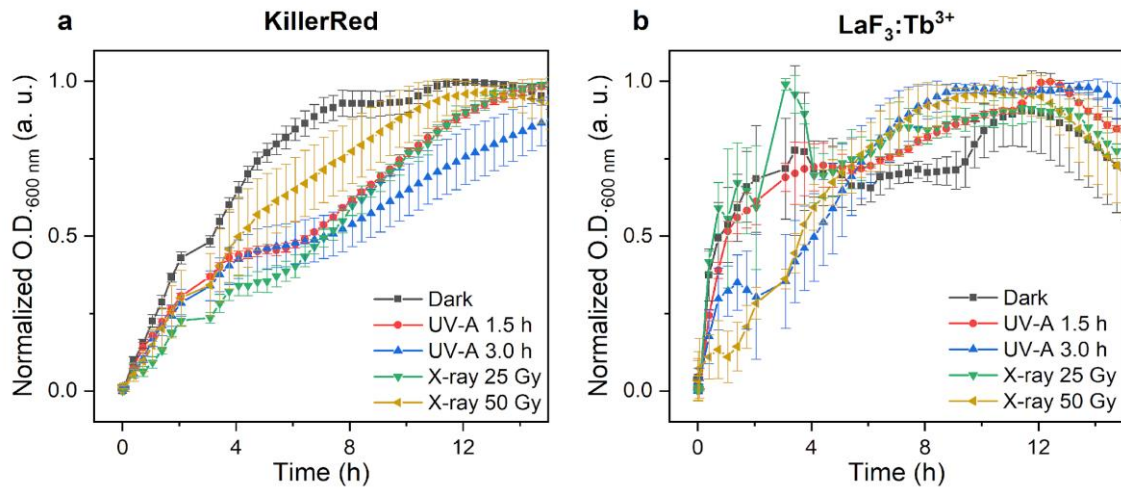 a
KillerRed
Normalized O.D.600 nm (a. u.)
1.0
0.5
0.0
Dark
UV-A 1.5 h
UV-A 3.0 h
X-ray 25 Gy
X-ray 50 Gy
0 4 8 12
Time (h)
b
LaF3:Tb3+
Normalized O.D.600 nm (a. u.)
1.0
0.5
0.0
Dark
UV-A 1.5 h
UV-A 3.0 h
X-ray 25 Gy
X-ray 50 Gy
0 4 8 12
Time (h)